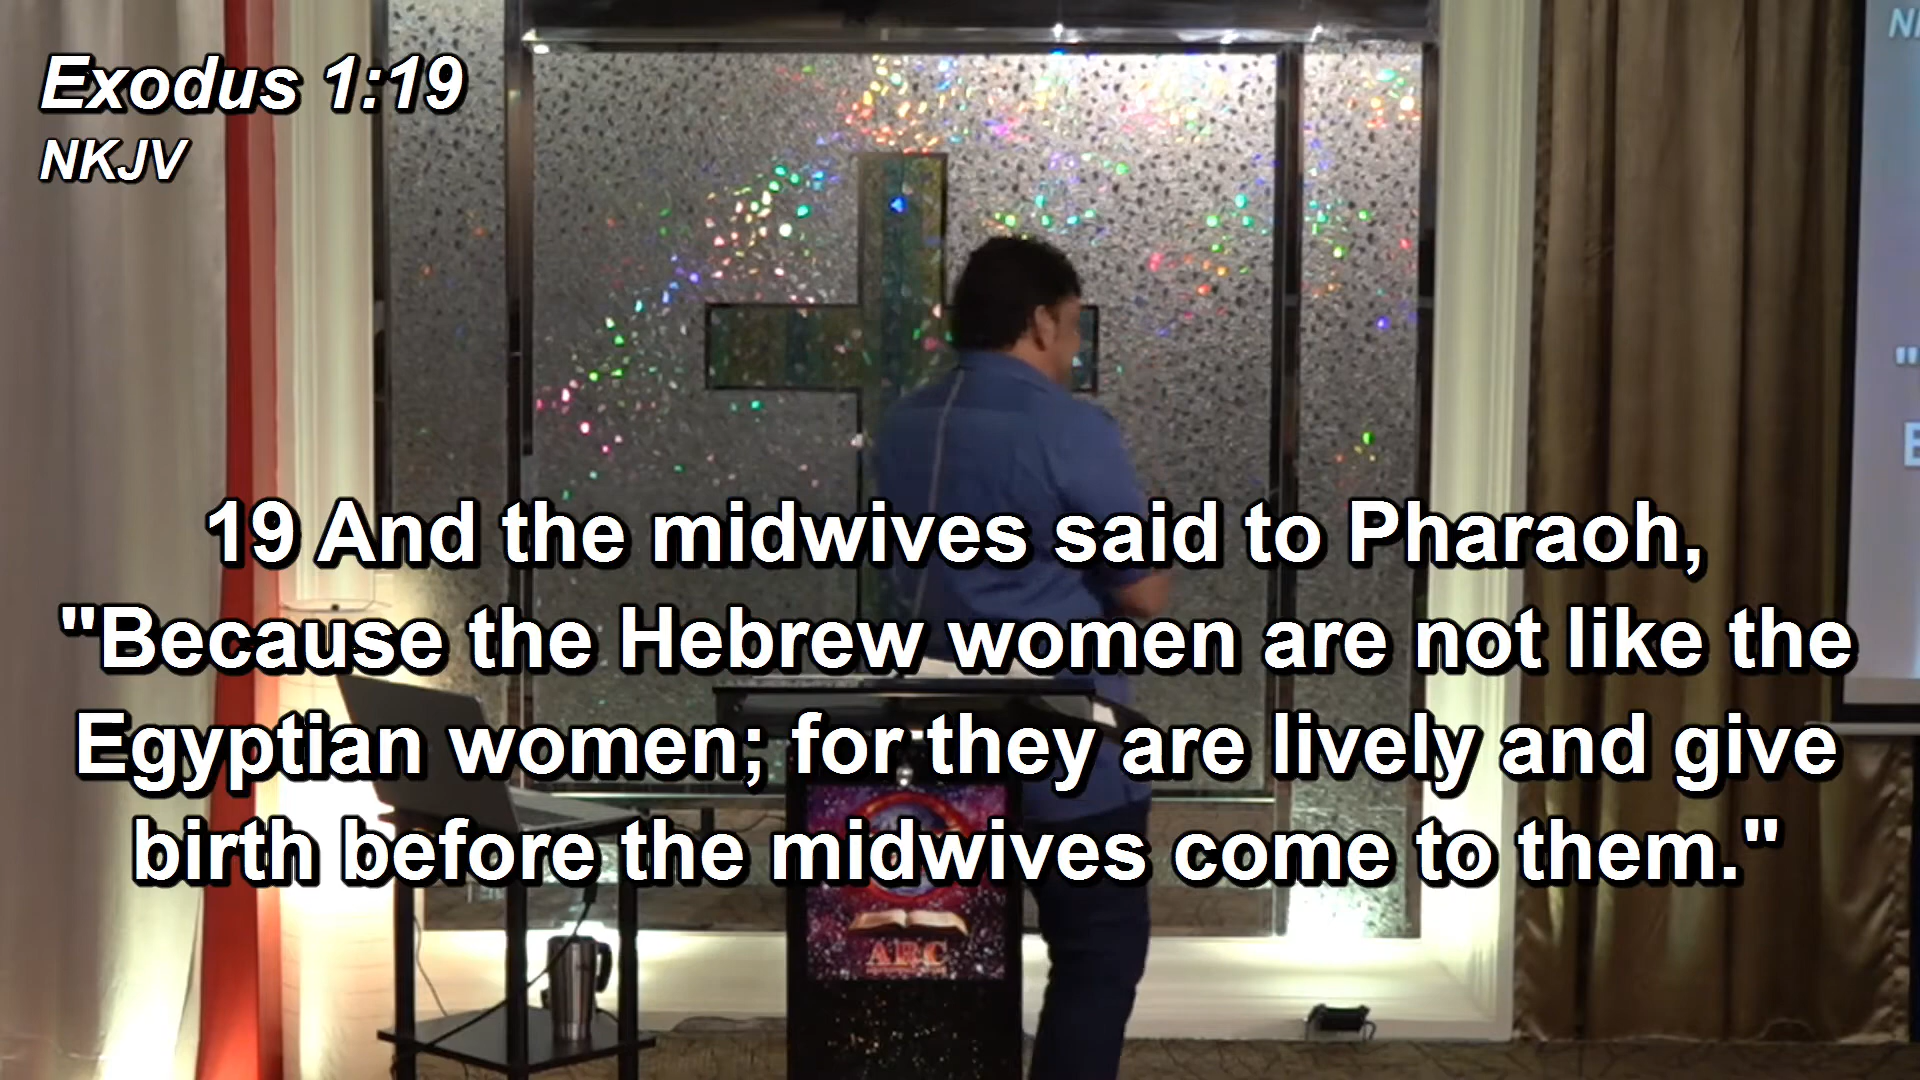 Exodus 1:19
NKJV
19 And the midwives said to Pharaoh,
"Because the Hebrew women are not like the
Egyptian women; for they are lively and give
birth before the midwives come to them."
ARC